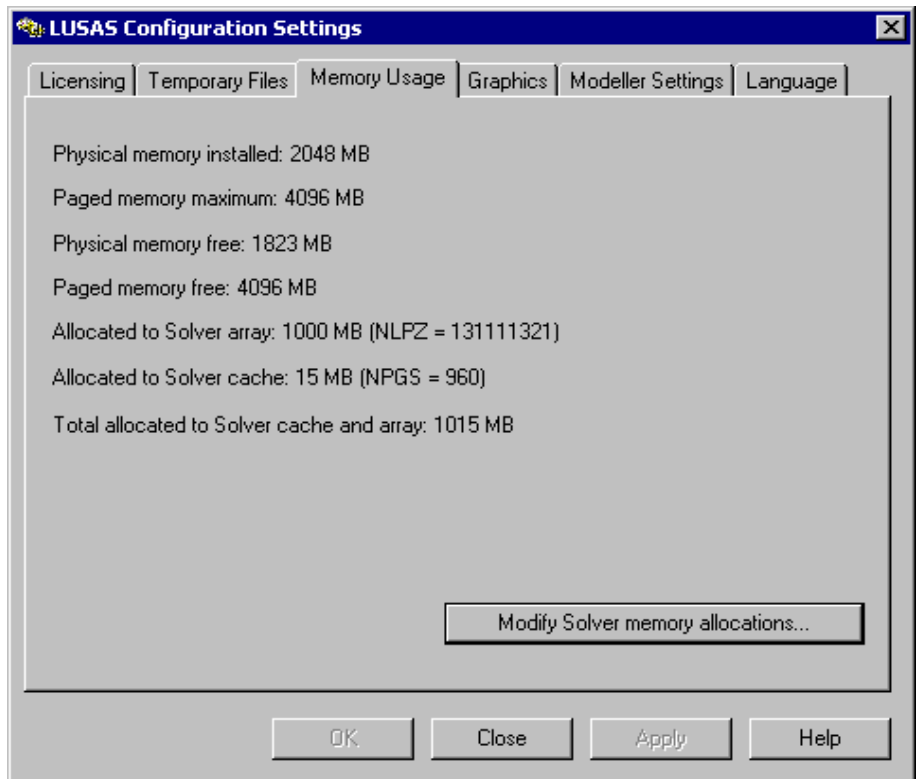 LUSAS Configuration Settings
Licensing Temporary Files Memory Usage Graphics Modeller Settings Language
Physical memory installed: 2048 MB
Paged memory maximum: 4096 MB
Physical memory free: 1823 MB
Paged memory free: 4096 MB
Allocated to Solver array: 1000 MB (NLPZ = 131111321)
Allocated to Solver cache: 15 MB (NPGS = 960)
Total allocated to Solver cache and array: 1015 MB
Modify Solver memory allocations...
OK Close Apply Help